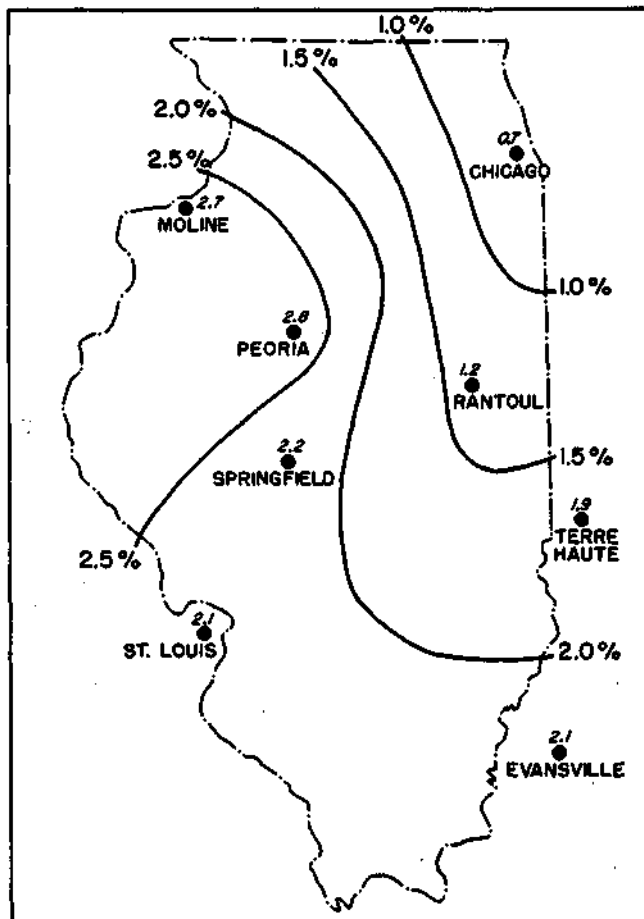 1.0%
1.5%
2.0%
2.5%
0.7
CHICAGO
2.7
MOLINE
1.0%
2.8
PEORIA
1.2
RANTOUL
2.2
SPRINGFIELD
1.5%
1.9
TERRE
HAUTE
2.5%
2.1
ST. LOUIS
2.0%
2.1
EVANSVILLE